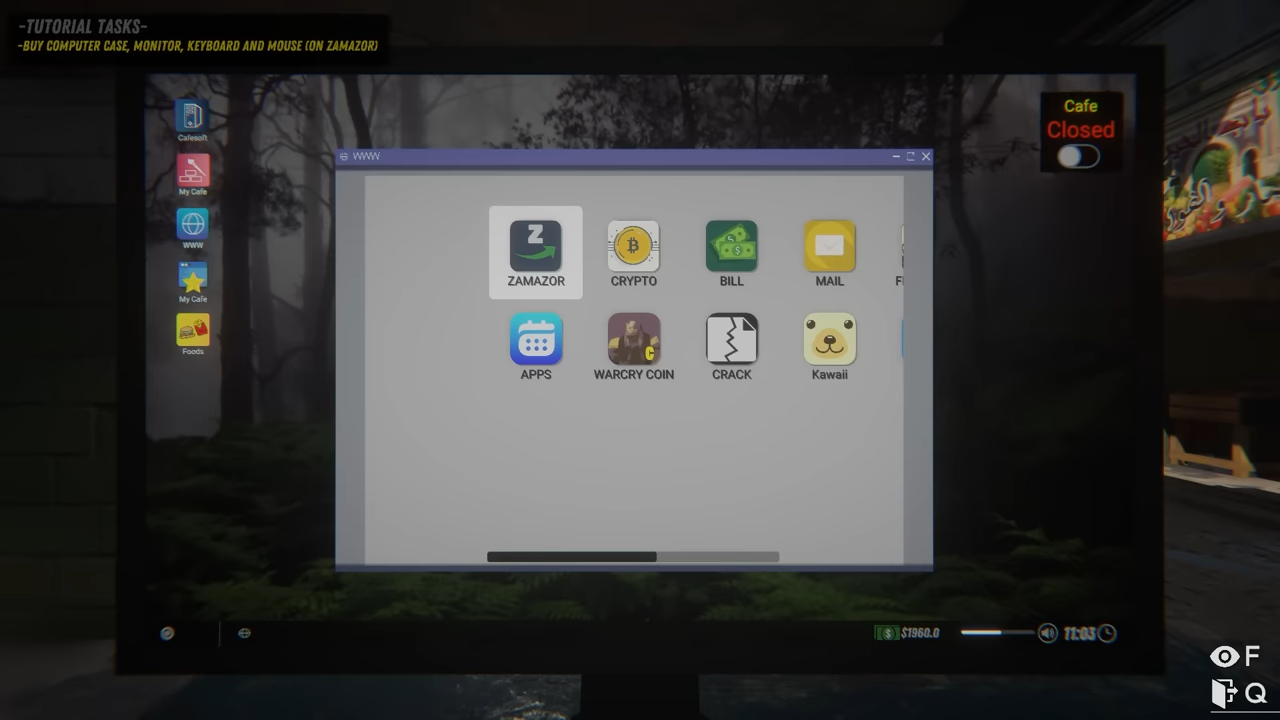 -TUTORIAL TASKS-
-BUY COMPUTER CASE, MONITOR, KEYBOARD AND MOUSE (ON ZAMAZOR)
Cafesoft
My Cafe
WWW
My Cafe
Foods
WWW
ZAMAZOR
CRYPTO
BILL
MAIL
APPS
WARCRY COIN
CRACK
Kawaii
Cafe
Closed
$1960.0
11:03
F
Q